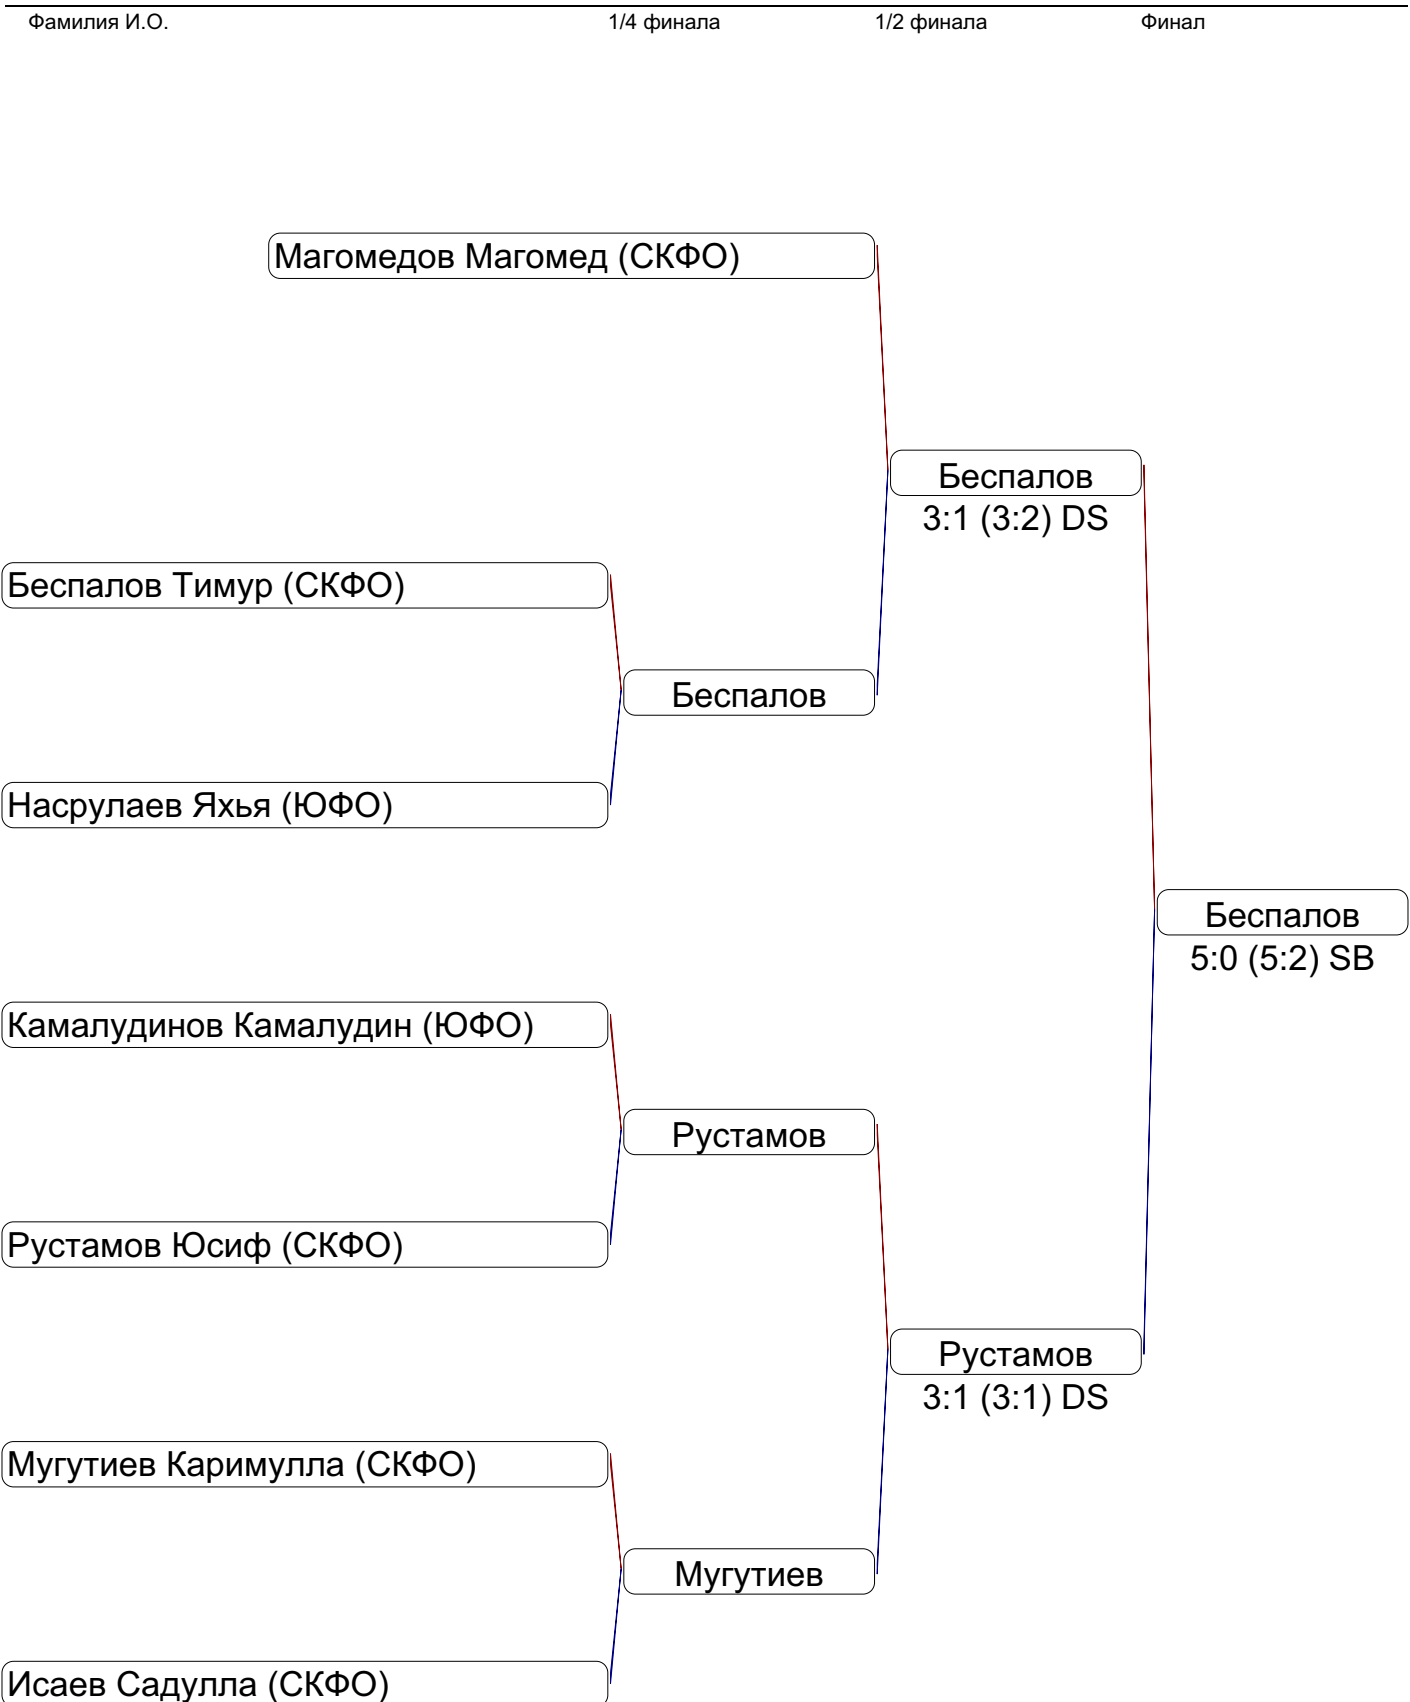 Фамилия И.О. 1/4 финала 1/2 финала Финал
Магомедов Магомед (СКФО)
Беспалов
3:1 (3:2) DS
Беспалов Тимур (СКФО)
Беспалов
Насрулаев Яхья (ЮФО)
Беспалов
5:0 (5:2) SB
Камалудинов Камалудин (ЮФО)
Рустамов
Рустамов Юсиф (СКФО)
Рустамов
3:1 (3:1) DS
Мугутиев Каримулла (СКФО)
Мугутиев
Исаев Садулла (СКФО)